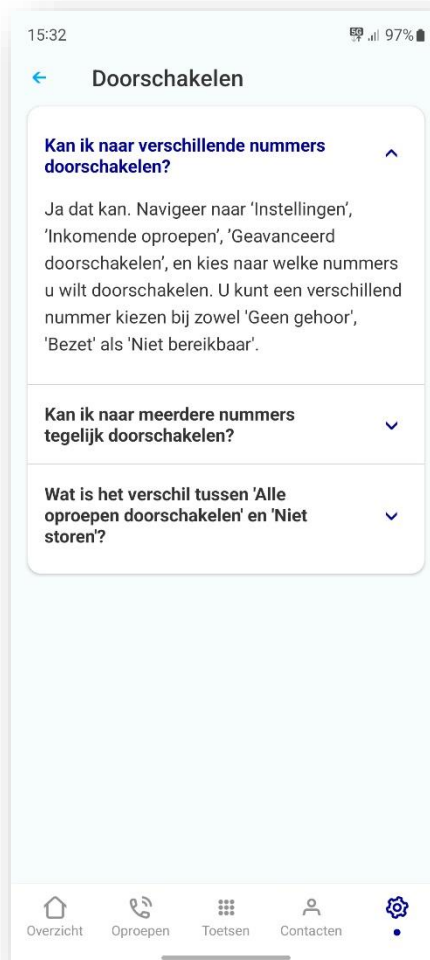 15:32
5G 97%
Doorschakelen
Kan ik naar verschillende nummers
doorschakelen?
Ja dat kan. Navigeer naar ‘Instellingen’,
‘Inkomende oproepen’, ‘Geavanceerd
doorschakelen’, en kies naar welke nummers
u wilt doorschakelen. U kunt een verschillend
nummer kiezen bij zowel 'Geen gehoor',
'Bezet' als 'Niet bereikbaar'.
Kan ik naar meerdere nummers
tegelijk doorschakelen?
Wat is het verschil tussen 'Alle
oproepen doorschakelen' en 'Niet
storen'?
Overzicht Oproepen Toetsen Contacten